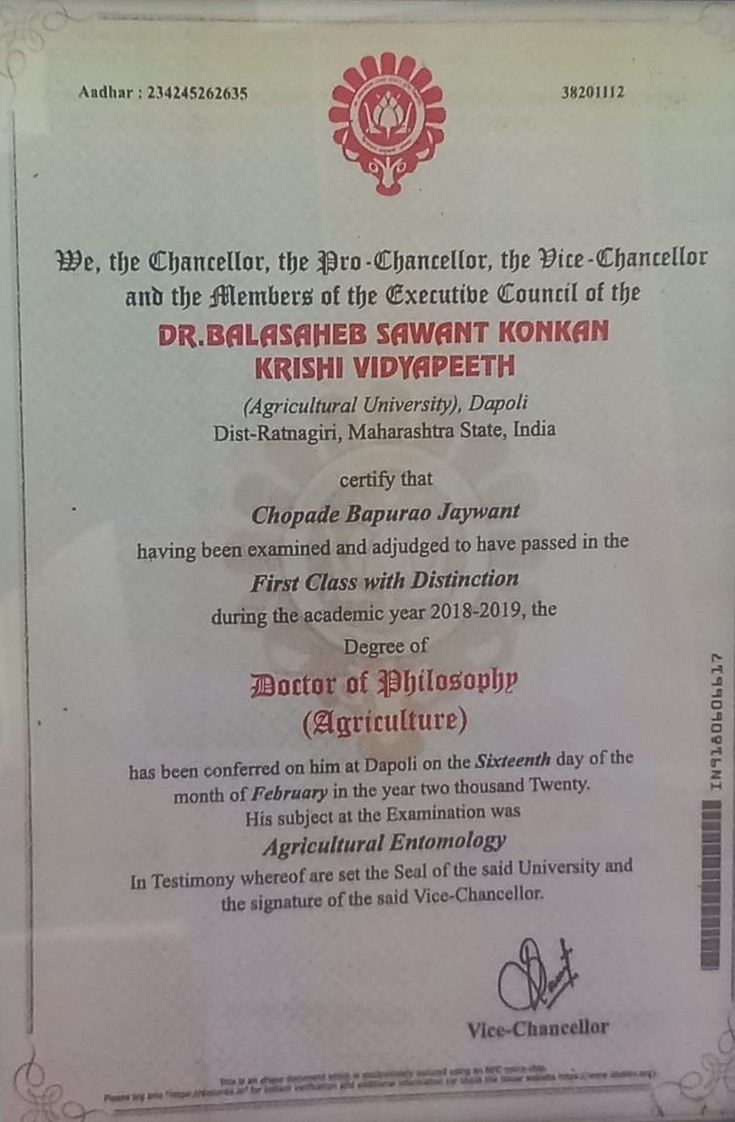 Aadhar : 234245262635
38201112
We, the Chancellor, the Pro-Chancellor, the Vice-Chancellor
and the Members of the Executive Council of the
DR.BALASAHEB SAWANT KONKAN
KRISHI VIDYAPEETH
(Agricultural University), Dapoli
Dist-Ratnagiri, Maharashtra State, India
certify that
Chopade Bapurao Jaywant
having been examined and adjudged to have passed in the
First Class with Distinction
during the academic year 2018-2019, the
Degree of
Doctor of Philosophy
(Agriculture)
has been conferred on him at Dapoli on the Sixteenth day of the
month of February in the year two thousand Twenty.
His subject at the Examination was
Agricultural Entomology
In Testimony whereof are set the Seal of the said University and
the signature of the said Vice-Chancellor.
Vice-Chancellor
IN9180606617